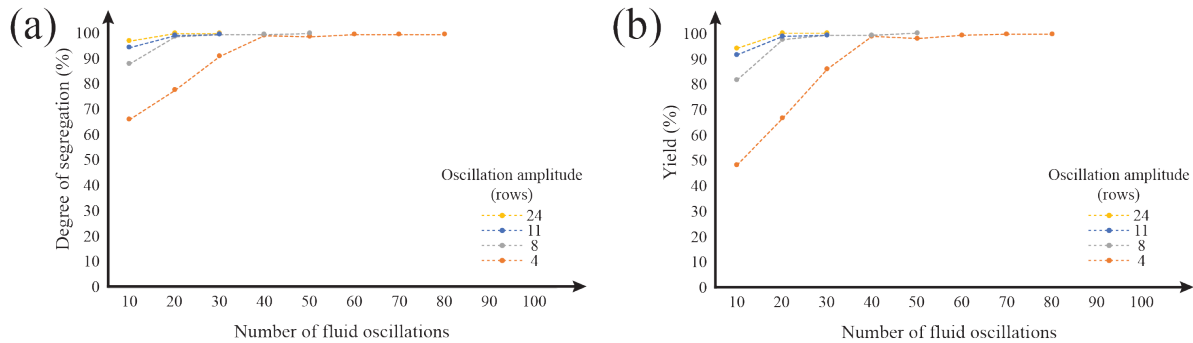 (a)
Degree of segregation (%)
100
90
80
70
60
50
40
30
20
10
0
10 20 30 40 50 60 70 80 90 100
Number of fluid oscillations
Oscillation amplitude
(rows)
24
11
8
4
(b)
Yield (%)
100
90
80
70
60
50
40
30
20
10
0
10 20 30 40 50 60 70 80 90 100
Number of fluid oscillations
Oscillation amplitude
(rows)
24
11
8
4